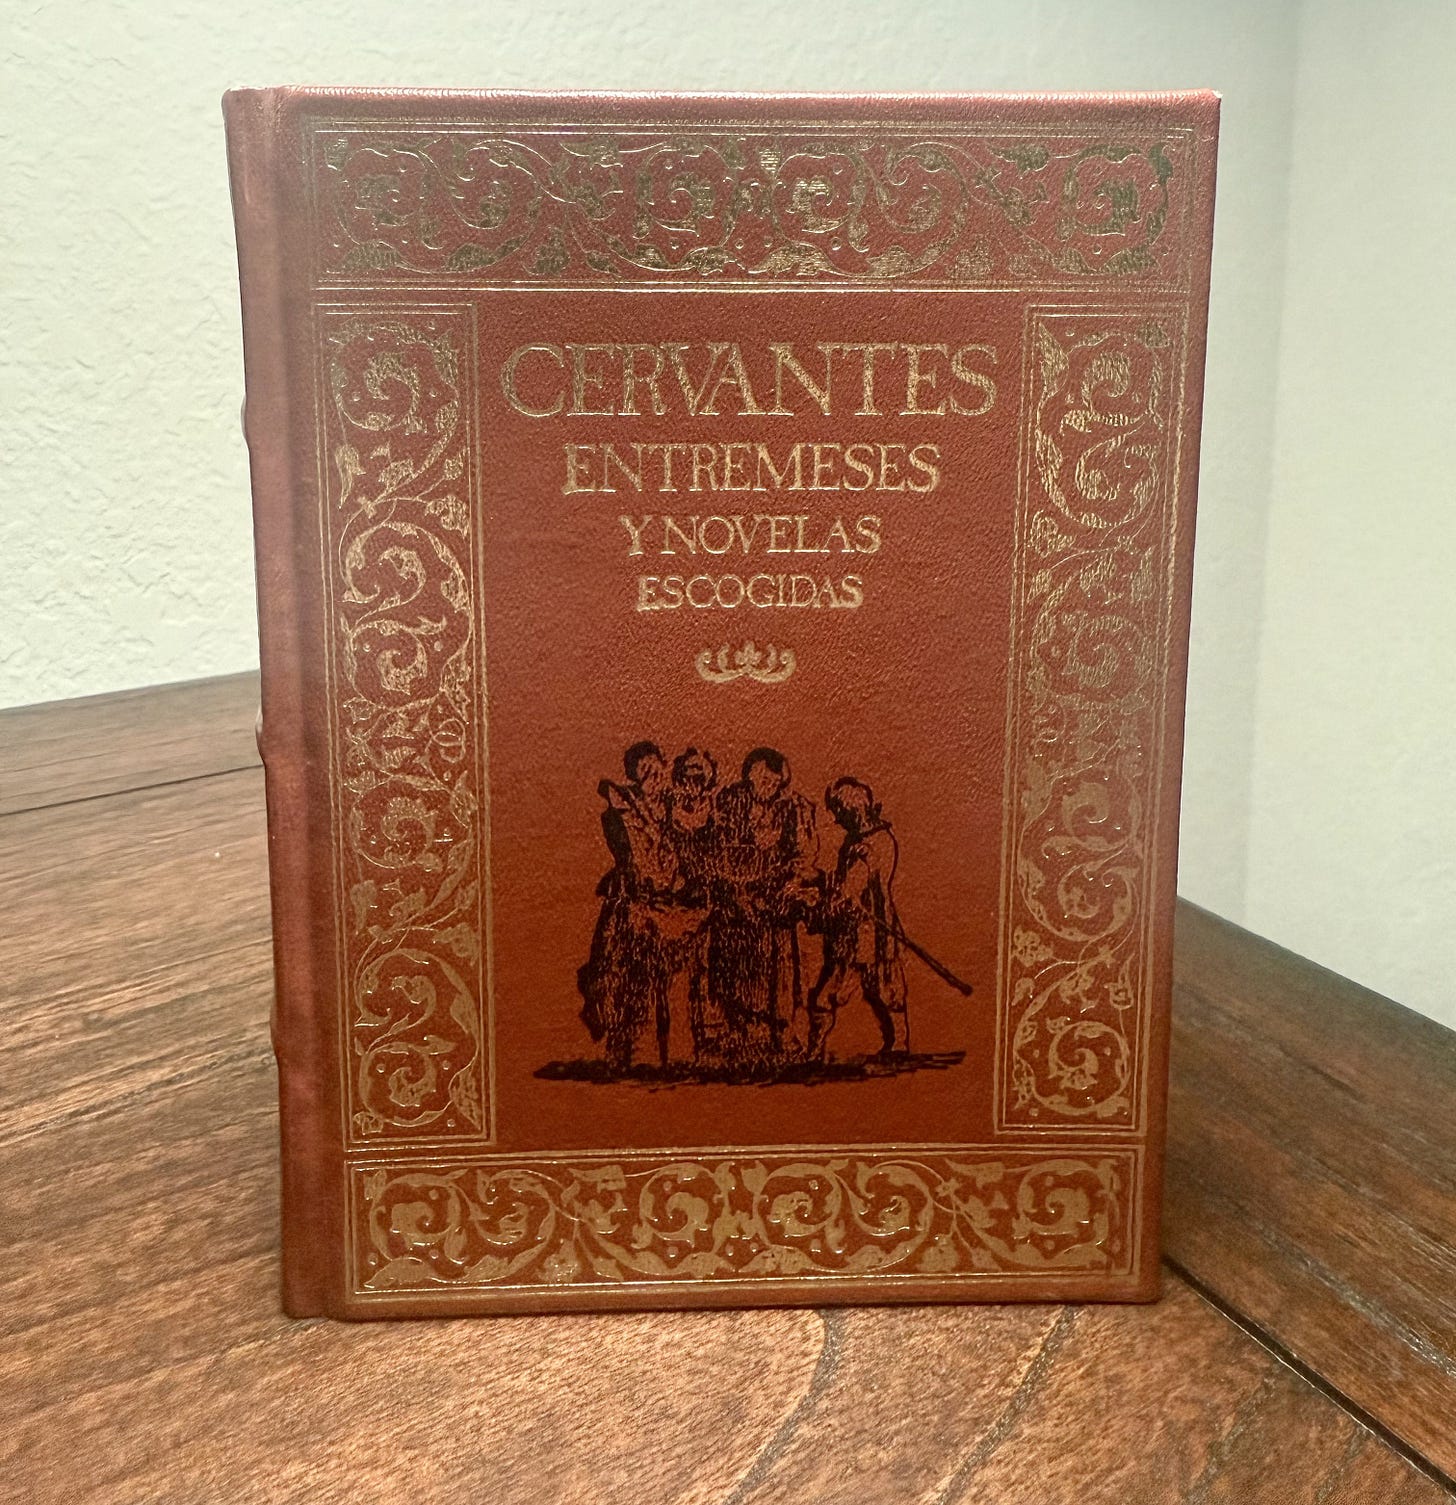 CERVANTES
ENTREMESES
Y NOVELAS
ESCOGIDAS